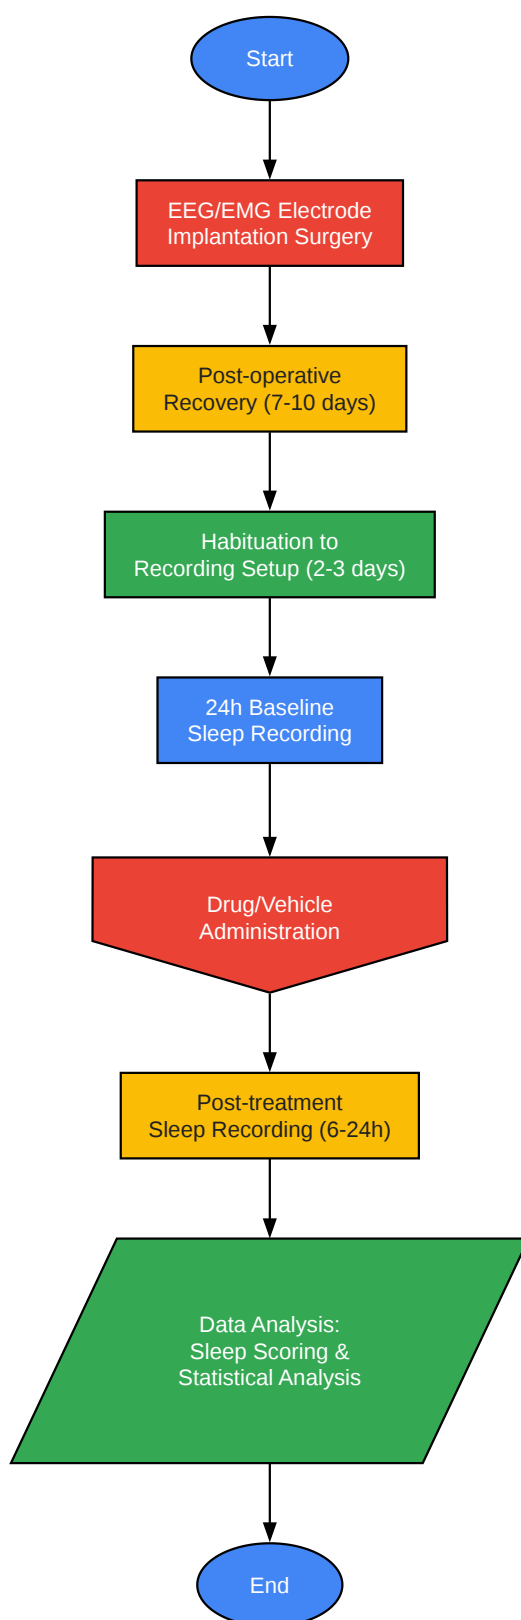 Start
EEG/EMG Electrode
Implantation Surgery
Post-operative
Recovery (7-10 days)
Habituation to
Recording Setup (2-3 days)
24h Baseline
Sleep Recording
Drug/Vehicle
Administration
Post-treatment
Sleep Recording (6-24h)
Data Analysis:
Sleep Scoring &
Statistical Analysis
End